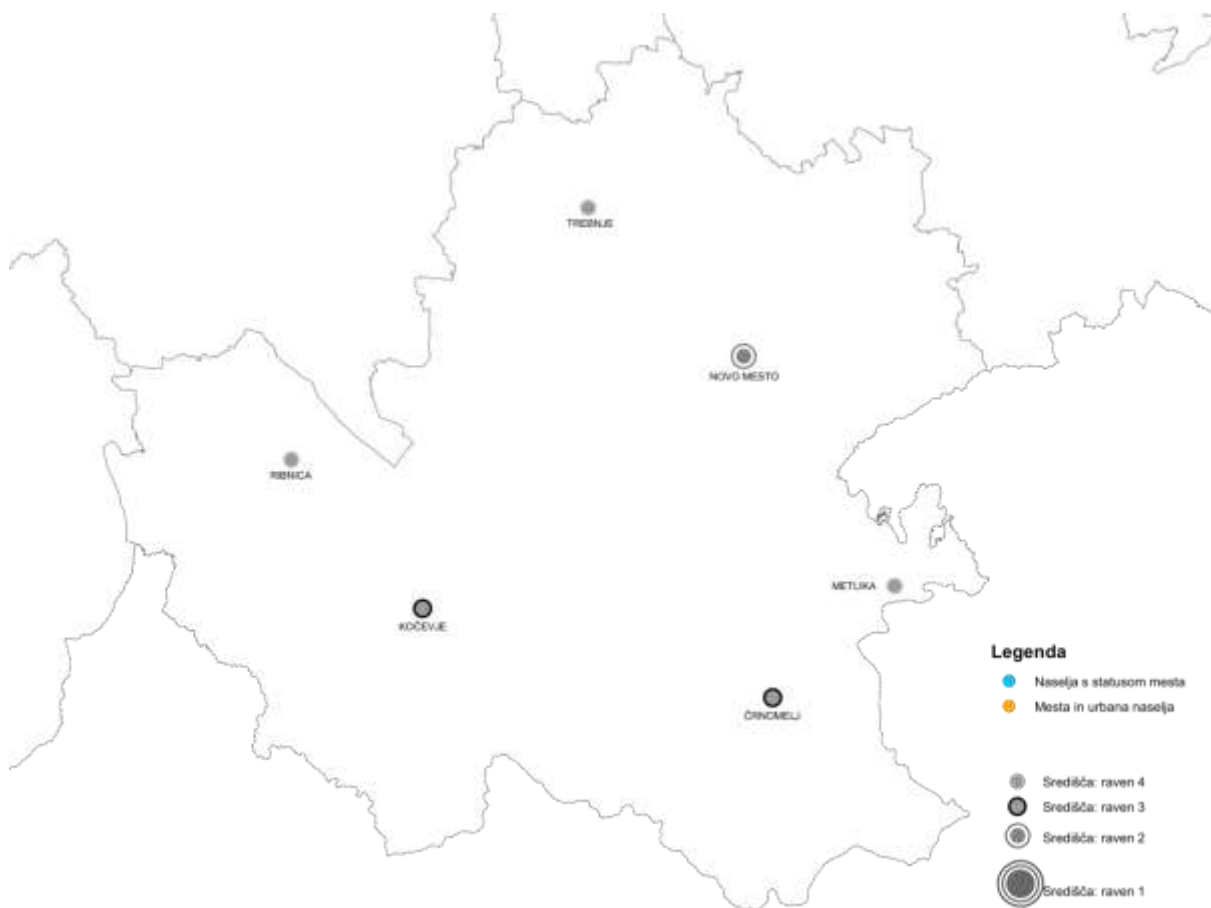 TREBNJE
NOVO MESTO
RIBNICA
METLIKA
KOČEVJE
ČRNOMELJ
Legenda
Naselja s statusom mesta
Mesta in urbana naselja
Središča: raven 4
Središča: raven 3
Središča: raven 2
Središča: raven 1